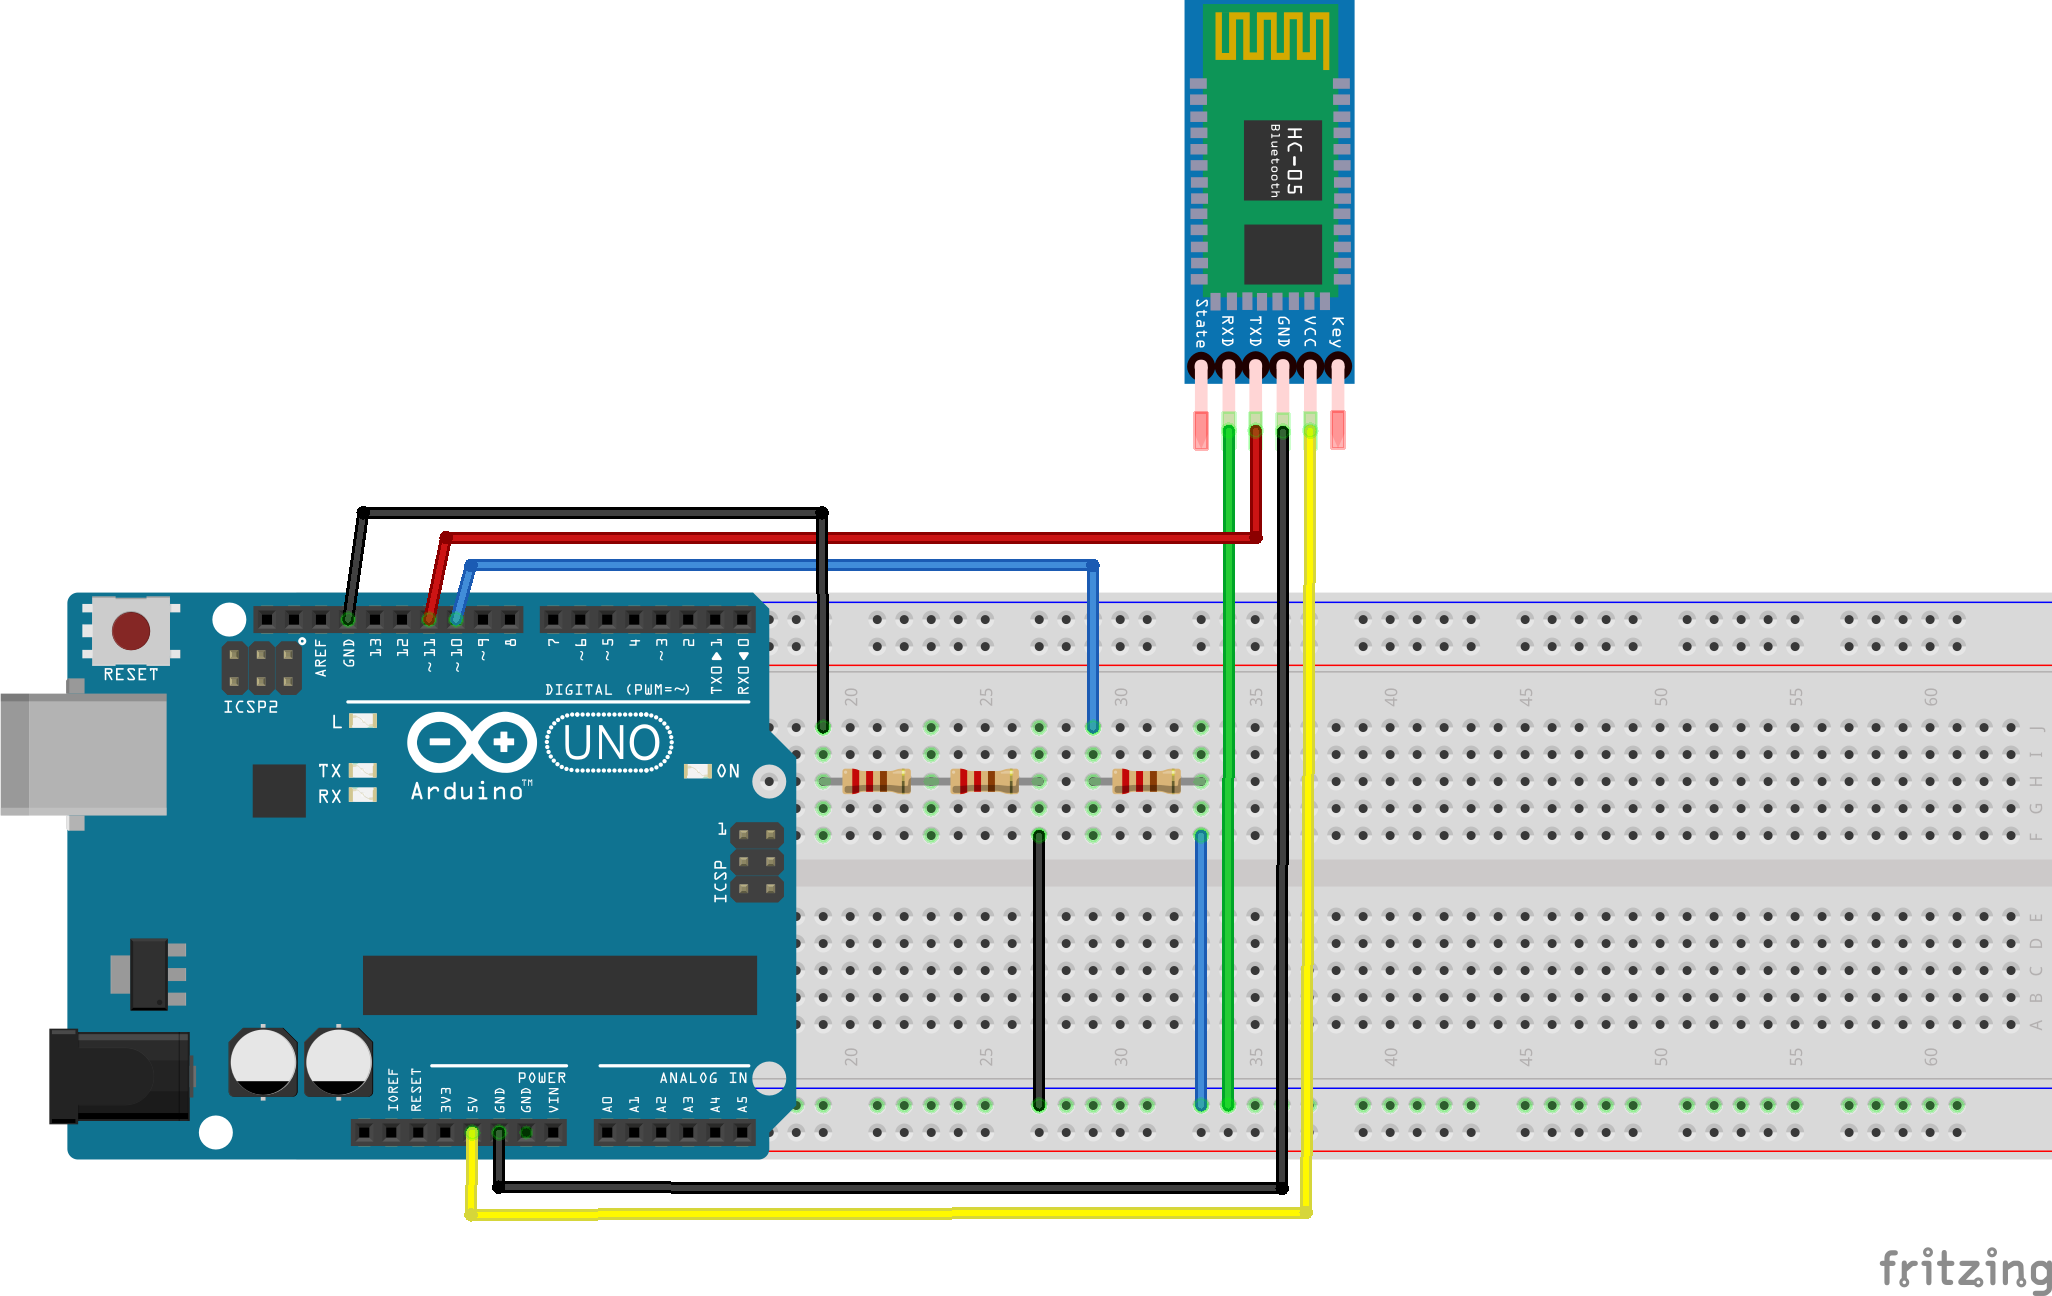 HC-05
Bluetooth
State
RXD
TXD
GND
VCC
Key
RESET
ICSP2
AREF
GND
13
12
~11
~10
~9
8
7
~6
~5
4
~3
2
TX0▶1
RX0◀0
DIGITAL (PWM=~)
L
TX
RX
UNO
ON
Arduino™
1
ICSP
20
25
30
35
40
45
50
55
60
J
I
H
G
F
E
D
C
B
A
20
25
30
35
40
45
50
55
60
POWER
ANALOG IN
IOREF
RESET
3V3
5V
GND
GND
VIN
A0
A1
A2
A3
A4
A5
fritzing